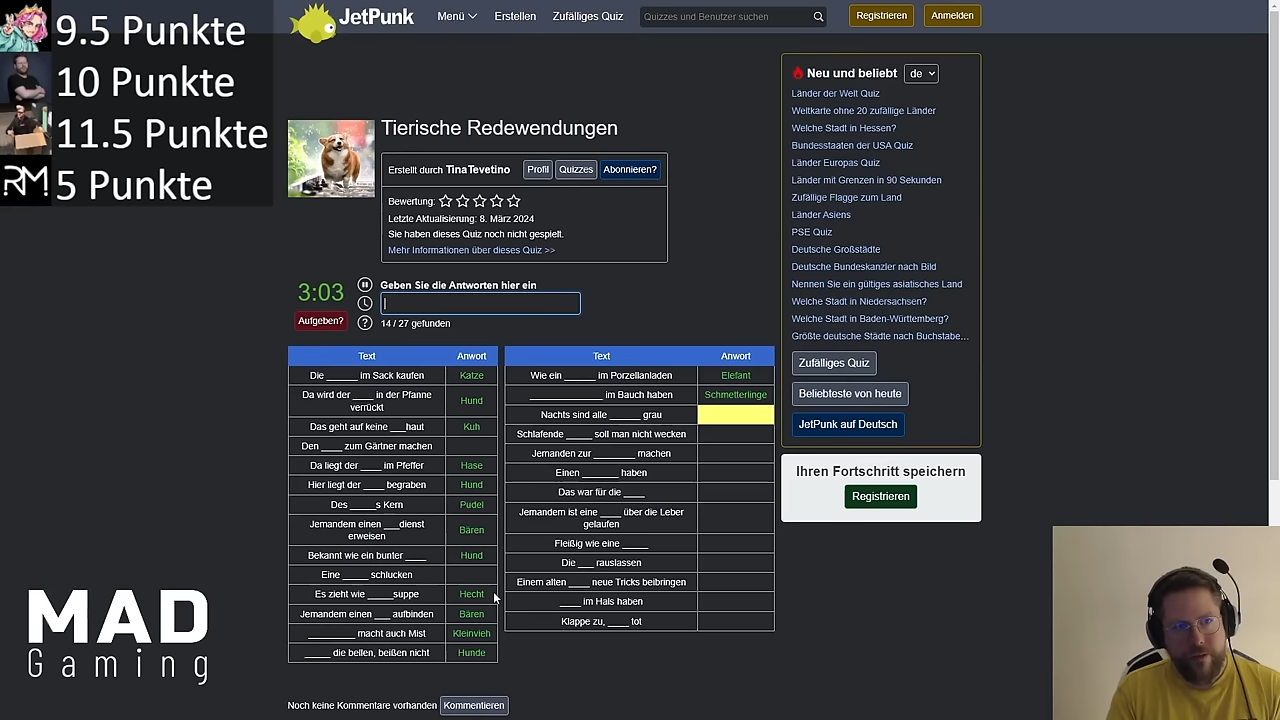 9.5 Punkte
10 Punkte
11.5 Punkte
RM 5 Punkte
JetPunk
Menü
Erstellen
Zufälliges Quiz
Quizzes und Benutzer suchen
Registrieren
Anmelden
Tierische Redewendungen
Erstellt durch TinaTevetino
Profil
Quizzes
Abonnieren?
Bewertung:
Letzte Aktualisierung: 8. März 2024
Sie haben dieses Quiz noch nicht gespielt.
Mehr Informationen über dieses Quiz >>
3:03
Aufgeben?
?
Geben Sie die Antworten hier ein
14 / 27 gefunden
Text Anwort
Die ______ im Sack kaufen Katze
Da wird der ____ in der Pfanne
verrückt Hund
Das geht auf keine ___haut Kuh
Den ____ zum Gärtner machen
Da liegt der ____ im Pfeffer Hase
Hier liegt der ____ begraben Hund
Des _____s Kern Pudel
Jemandem einen ___dienst
erweisen Bären
Bekannt wie ein bunter ____ Hund
Eine _____ schlucken
Es zieht wie _____suppe Hecht
Jemandem einen ___ aufbinden Bären
_________ macht auch Mist Kleinvieh
_____ die bellen, beißen nicht Hunde
Text Anwort
Wie ein ______ im Porzellanladen Elefant
______________ im Bauch haben Schmetterlinge
Nachts sind alle ______ grau
Schlafende _____ soll man nicht wecken
Jemanden zur ________ machen
Einen _______ haben
Das war für die ____
Jemandem ist eine ____ über die Leber
gelaufen
Fleißig wie eine _____
Die ___ rauslassen
Einem alten ____ neue Tricks beibringen
____ im Hals haben
Klappe zu, ____ tot
Noch keine Kommentare vorhanden
Kommentieren
Neu und beliebt
de
Länder der Welt Quiz
Weltkarte ohne 20 zufällige Länder
Welche Stadt in Hessen?
Bundesstaaten der USA Quiz
Länder Europas Quiz
Länder mit Grenzen in 90 Sekunden
Zufällige Flagge zum Land
Länder Asiens
PSE Quiz
Deutsche Großstädte
Deutsche Bundeskanzler nach Bild
Nennen Sie ein gültiges asiatisches Land
Welche Stadt in Niedersachsen?
Welche Stadt in Baden-Württemberg?
Größte deutsche Städte nach Buchstabe...
Zufälliges Quiz
Beliebteste von heute
JetPunk auf Deutsch
Ihren Fortschritt speichern
Registrieren
MAD
Gaming